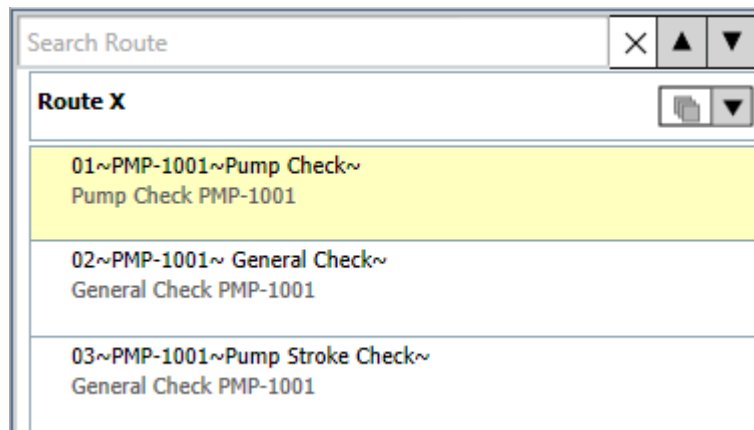 Search Route
Route X
01~PMP-1001~Pump Check~
Pump Check PMP-1001
02~PMP-1001~ General Check~
General Check PMP-1001
03~PMP-1001~Pump Stroke Check~
General Check PMP-1001